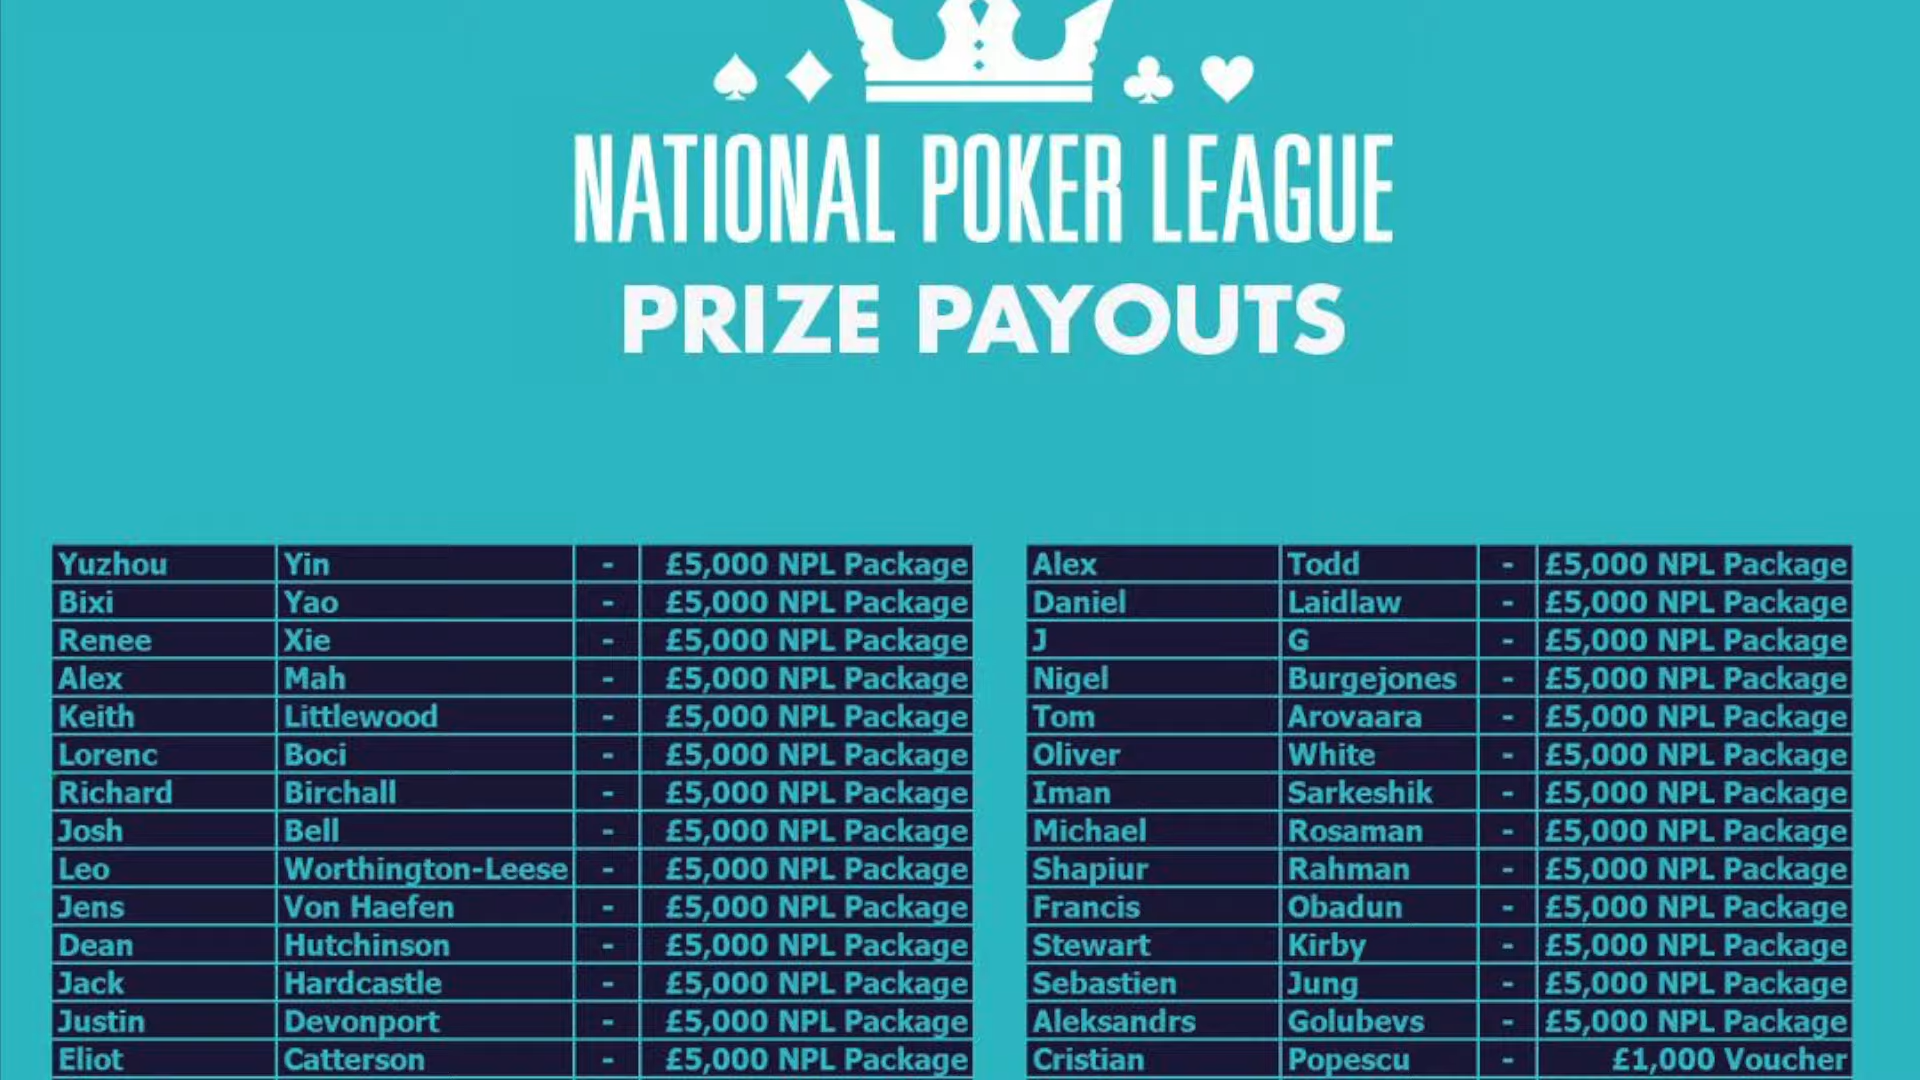 NATIONAL POKER LEAGUE
PRIZE PAYOUTS
Yuzhou Yin - £5,000 NPL Package
Bixi Yao - £5,000 NPL Package
Renee Xie - £5,000 NPL Package
Alex Mah - £5,000 NPL Package
Keith Littlewood - £5,000 NPL Package
Lorenc Boci - £5,000 NPL Package
Richard Birchall - £5,000 NPL Package
Josh Bell - £5,000 NPL Package
Leo Worthington-Leese - £5,000 NPL Package
Jens Von Haefen - £5,000 NPL Package
Dean Hutchinson - £5,000 NPL Package
Jack Hardcastle - £5,000 NPL Package
Justin Devonport - £5,000 NPL Package
Eliot Catterson - £5,000 NPL Package
Alex Todd - £5,000 NPL Package
Daniel Laidlaw - £5,000 NPL Package
J G - £5,000 NPL Package
Nigel Burgejones - £5,000 NPL Package
Tom Arovaara - £5,000 NPL Package
Oliver White - £5,000 NPL Package
Iman Sarkeshik - £5,000 NPL Package
Michael Rosaman - £5,000 NPL Package
Shapiur Rahman - £5,000 NPL Package
Francis Obadun - £5,000 NPL Package
Stewart Kirby - £5,000 NPL Package
Sebastien Jung - £5,000 NPL Package
Aleksandrs Golubevs - £5,000 NPL Package
Cristian Popescu - £1,000 Voucher